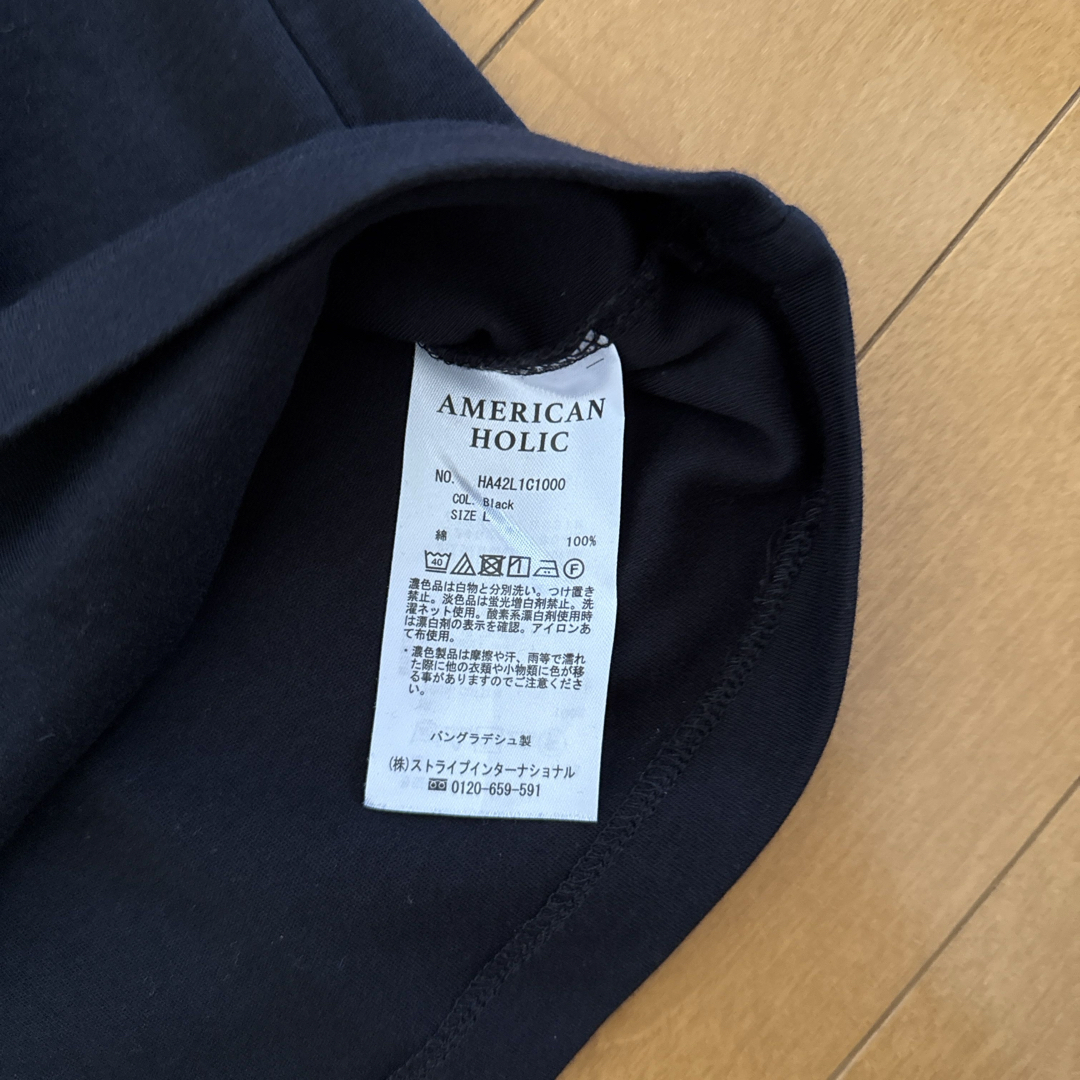 AMERICAN
HOLIC
NO. HA42L1C1000
COL. Black
SIZE L
綿 100%
40 F
濃色品は白物と分別洗い。つけ置き
禁止。淡色品は蛍光増白剤禁止。洗
濯ネット使用。酸素系漂白剤使用時
は漂白剤の表示を確認。アイロンあ
て布使用。
・濃色製品は摩擦や汗、雨等で濡れ
た際に他の衣類や小物類に色が移
る事がありますのでご注意くださ
い。
バングラデシュ製
(株)ストライプインターナショナル
0120-659-591